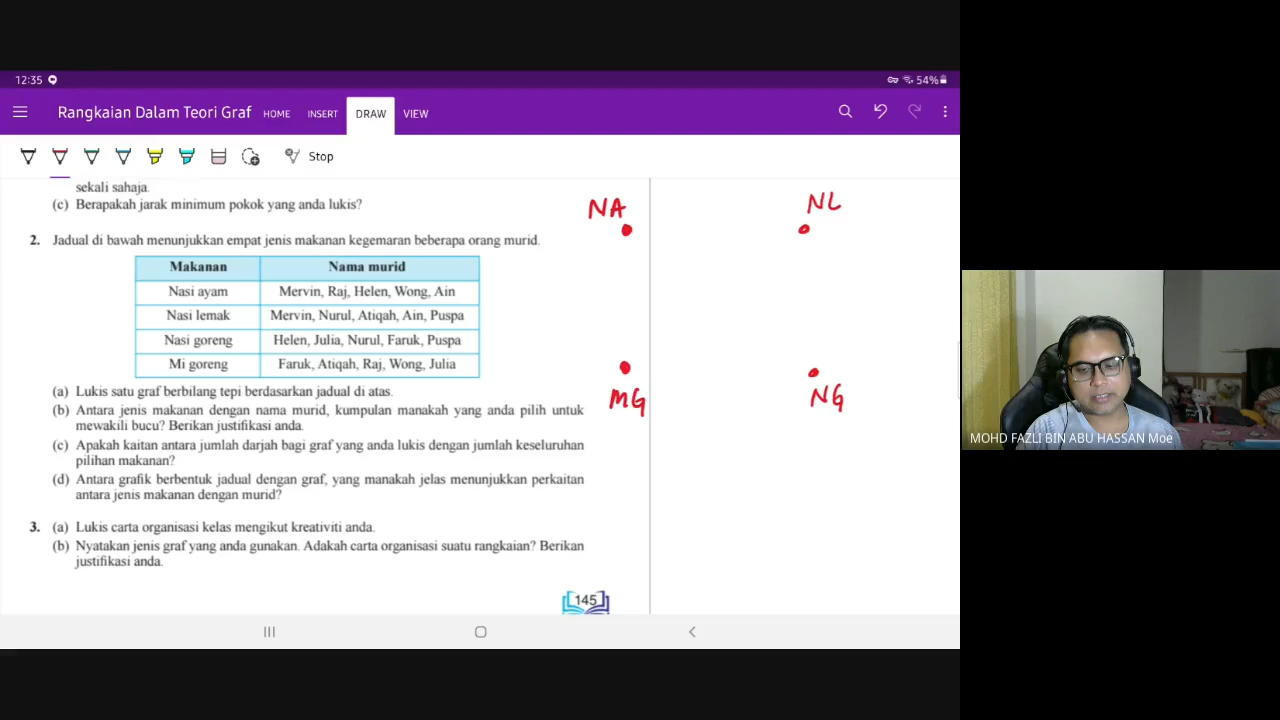 12:35
54%
Rangkaian Dalam Teori Graf HOME INSERT DRAW VIEW
Stop
sekali sahaja.
(c) Berapakah jarak minimum pokok yang anda lukis?
2. Jadual di bawah menunjukkan empat jenis makanan kegemaran beberapa orang murid.
Makanan Nama murid
Nasi ayam Mervin, Raj, Helen, Wong, Ain
Nasi lemak Mervin, Nurul, Atiqah, Ain, Puspa
Nasi goreng Helen, Julia, Nurul, Faruk, Puspa
Mi goreng Faruk, Atiqah, Raj, Wong, Julia
(a) Lukis satu graf berbilang tepi berdasarkan jadual di atas.
(b) Antara jenis makanan dengan nama murid, kumpulan manakah yang anda pilih untuk
mewakili bucu? Berikan justifikasi anda.
(c) Apakah kaitan antara jumlah darjah bagi graf yang anda lukis dengan jumlah keseluruhan
pilihan makanan?
(d) Antara grafik berbentuk jadual dengan graf, yang manakah jelas menunjukkan perkaitan
antara jenis makanan dengan murid?
3. (a) Lukis carta organisasi kelas mengikut kreativiti anda.
(b) Nyatakan jenis graf yang anda gunakan. Adakah carta organisasi suatu rangkaian? Berikan
justifikasi anda.
145
NA
NL
MG
NG
MOHD FAZLI BIN ABU HASSAN Moe